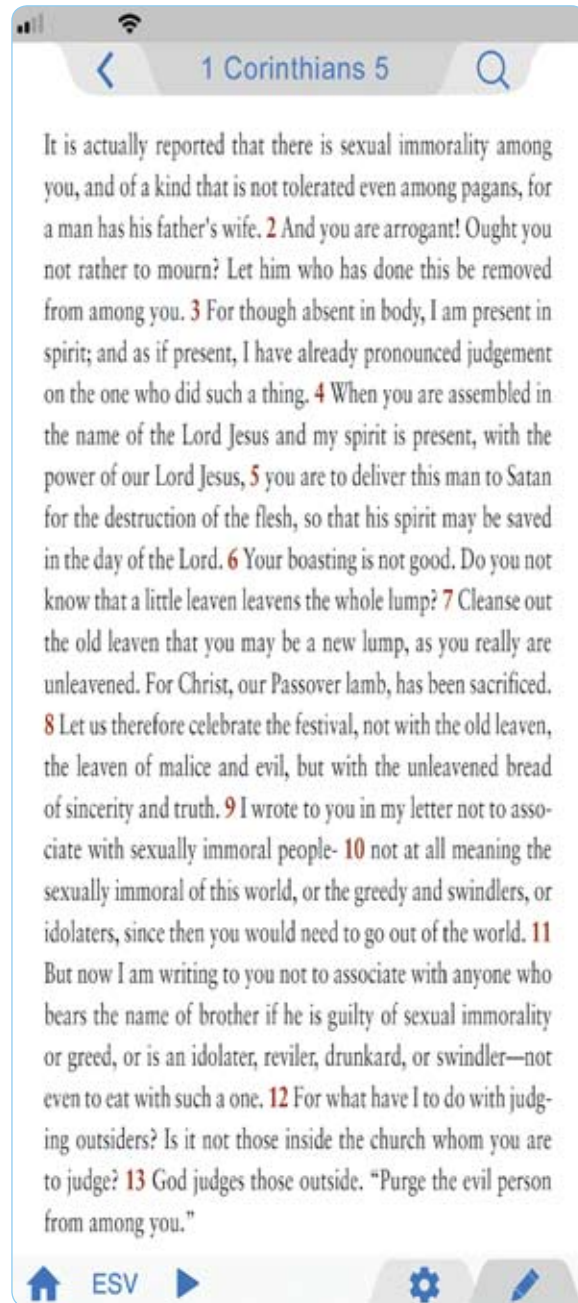 1 Corinthians 5
It is actually reported that there is sexual immorality among
you, and of a kind that is not tolerated even among pagans, for
a man has his father's wife. 2 And you are arrogant! Ought you
not rather to mourn? Let him who has done this be removed
from among you. 3 For though absent in body, I am present in
spirit; and as if present, I have already pronounced judgement
on the one who did such a thing. 4 When you are assembled in
the name of the Lord Jesus and my spirit is present, with the
power of our Lord Jesus, 5 you are to deliver this man to Satan
for the destruction of the flesh, so that his spirit may be saved
in the day of the Lord. 6 Your boasting is not good. Do you not
know that a little leaven leavens the whole lump? 7 Cleanse out
the old leaven that you may be a new lump, as you really are
unleavened. For Christ, our Passover lamb, has been sacrificed.
8 Let us therefore celebrate the festival, not with the old leaven,
the leaven of malice and evil, but with the unleavened bread
of sincerity and truth. 9 I wrote to you in my letter not to asso-
ciate with sexually immoral people- 10 not at all meaning the
sexually immoral of this world, or the greedy and swindlers, or
idolaters, since then you would need to go out of the world. 11
But now I am writing to you not to associate with anyone who
bears the name of brother if he is guilty of sexual immorality
or greed, or is an idolater, reviler, drunkard, or swindler—not
even to eat with such a one. 12 For what have I to do with judg-
ing outsiders? Is it not those inside the church whom you are
to judge? 13 God judges those outside. “Purge the evil person
from among you.”
ESV